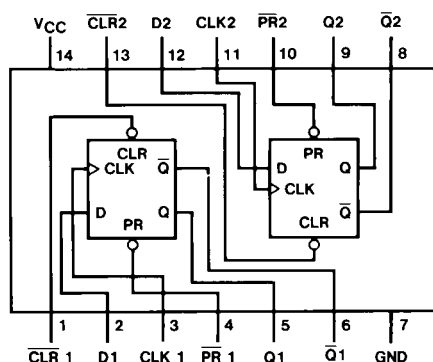 VCC CLR2 D2 CLK2 PR2 Q2 Q2
14 13 12 11 10 9 8
CLR
CLK Q
D Q
PR
PR
D Q
CLK
Q
CLR
1 2 3 4 5 6 7
CLR 1 D1 CLK 1 PR 1 Q1 Q1 GND